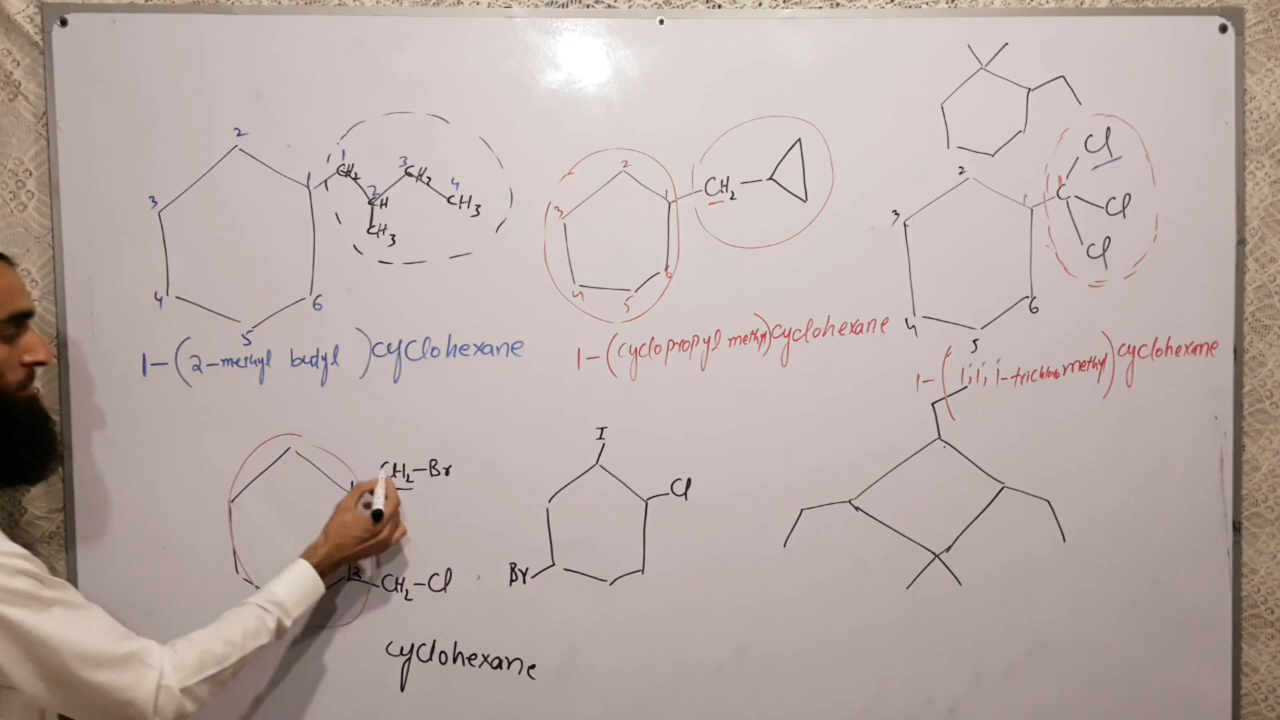 2
3
4
5
6
1
1 CH2 3 CH2 4
2 CH CH3
CH3
1-(2-methyl butyl )cyclohexane
2
3
4
5
6
CH2
1-(cyclopropyl methyl)cyclohexane
Cl
2
3
4
5
6
1
C
Cl
Cl
1-(1,1,1-trichloromethyl)cyclohexane
CH2-Br
2 CH2-Cl
cyclohexane
I
Cl
Br